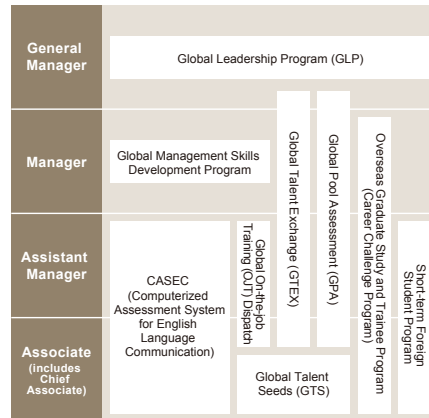 General
Manager
Global Leadership Program (GLP)
Manager
Global Management Skills
Development Program
Global Talent Exchange (GTEX)
Global Pool Assessment (GPA)
Overseas Graduate Study and Trainee Program
(Career Challenge Program)
Assistant
Manager
CASEC
(Computerized
Assessment System
for English
Language
Communication)
Global On-the-job
Training (OJT) Dispatch
Short-term Foreign
Student Program
Associate
(includes
Chief
Associate)
Global Talent
Seeds (GTS)